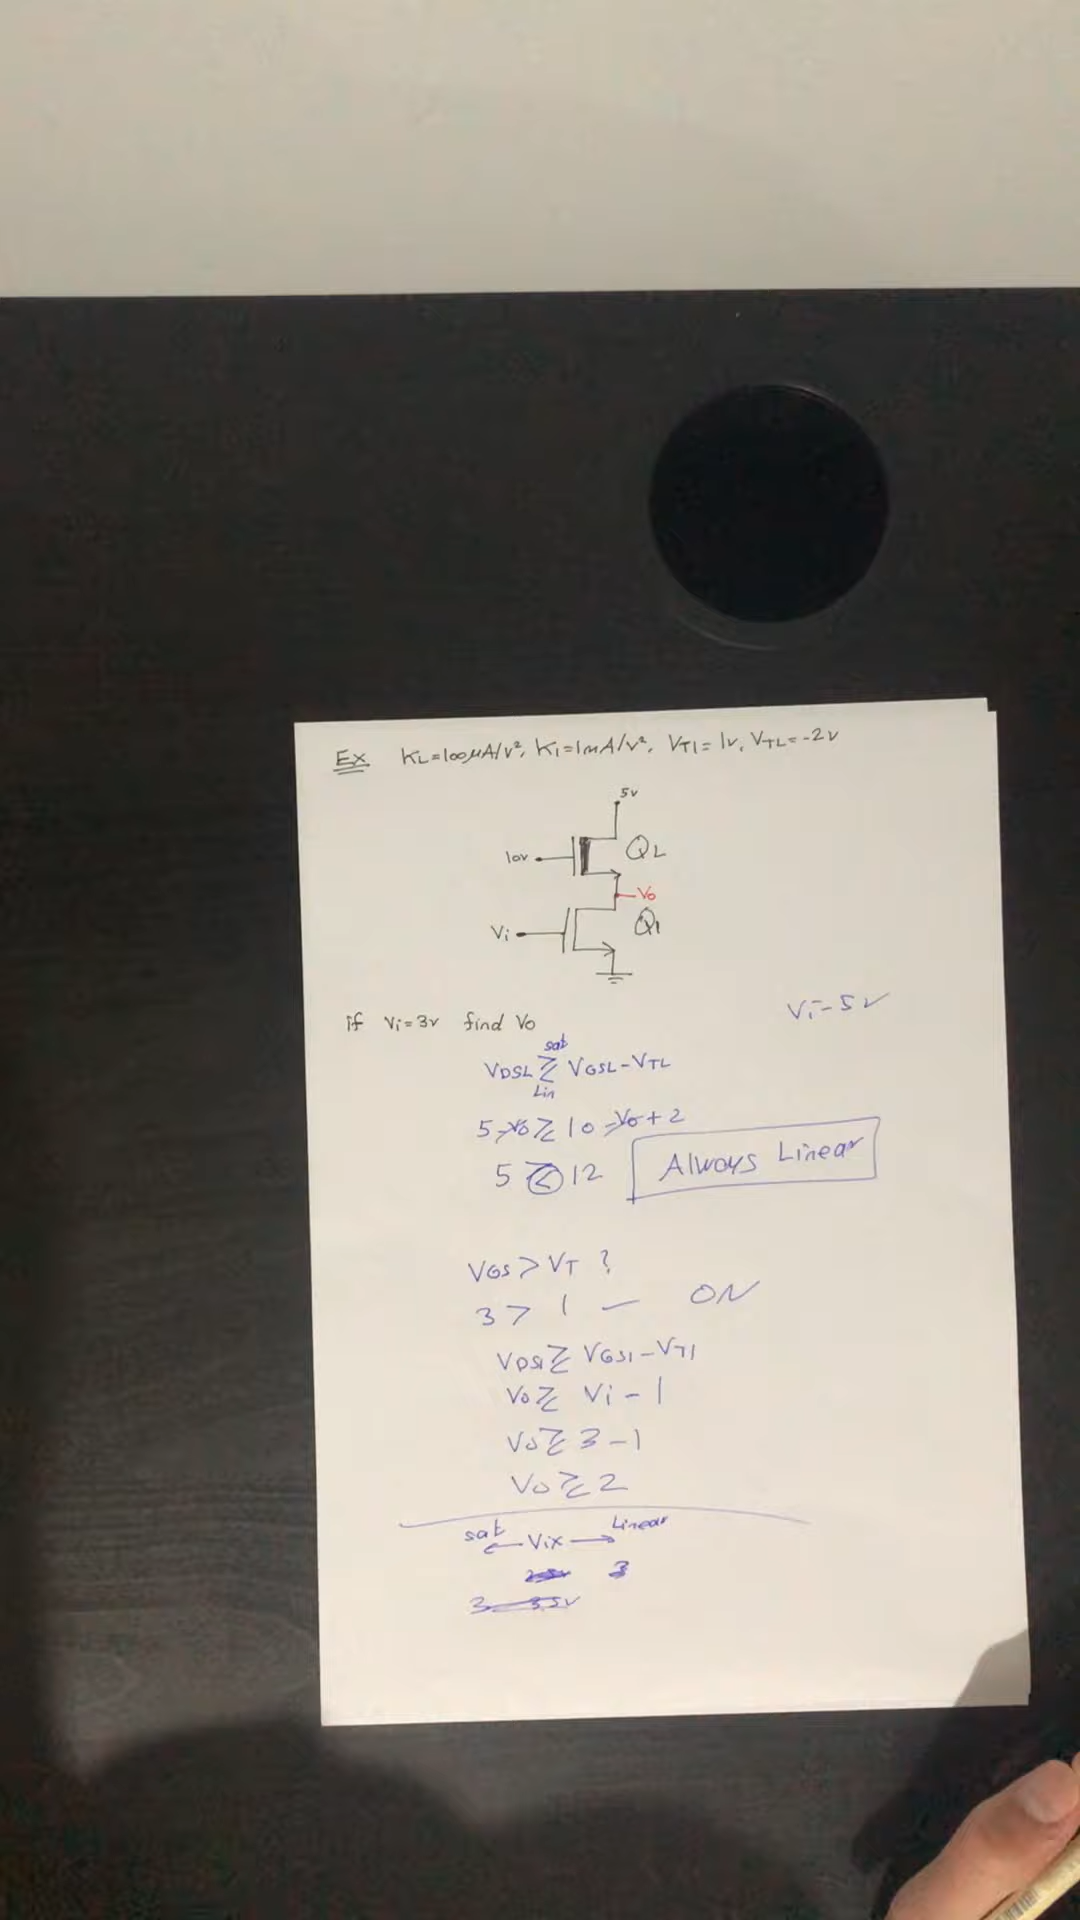 Ex KL=100μA/V², K1=1mA/V², VT1=1V, VTL=-2V
5V
10V QL
Vo
Vi Q1
Vi=5V
if Vi=3V find Vo
sat
VDSL ≷ VGSL-VTL
Lin
5-Vo ≷ 10-Vo+2
5 < 12 Always Linear
VGS > VT ?
3 > 1 ON
VDS1 ≷ VGS1-VT1
Vo ≷ Vi-1
Vo ≷ 3-1
Vo ≷ 2
sat ← Vix → Linear
3